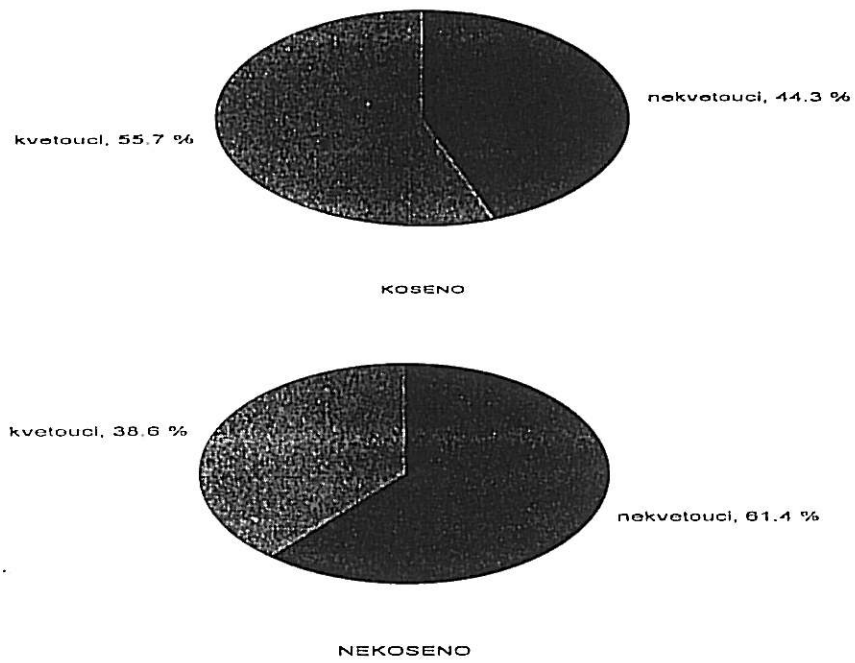 nekvetouci, 44.3 %
kvetouci, 55.7 %
KOSENO
kvetouci, 38.6 %
nekvetouci, 61.4 %
NEKOSENO